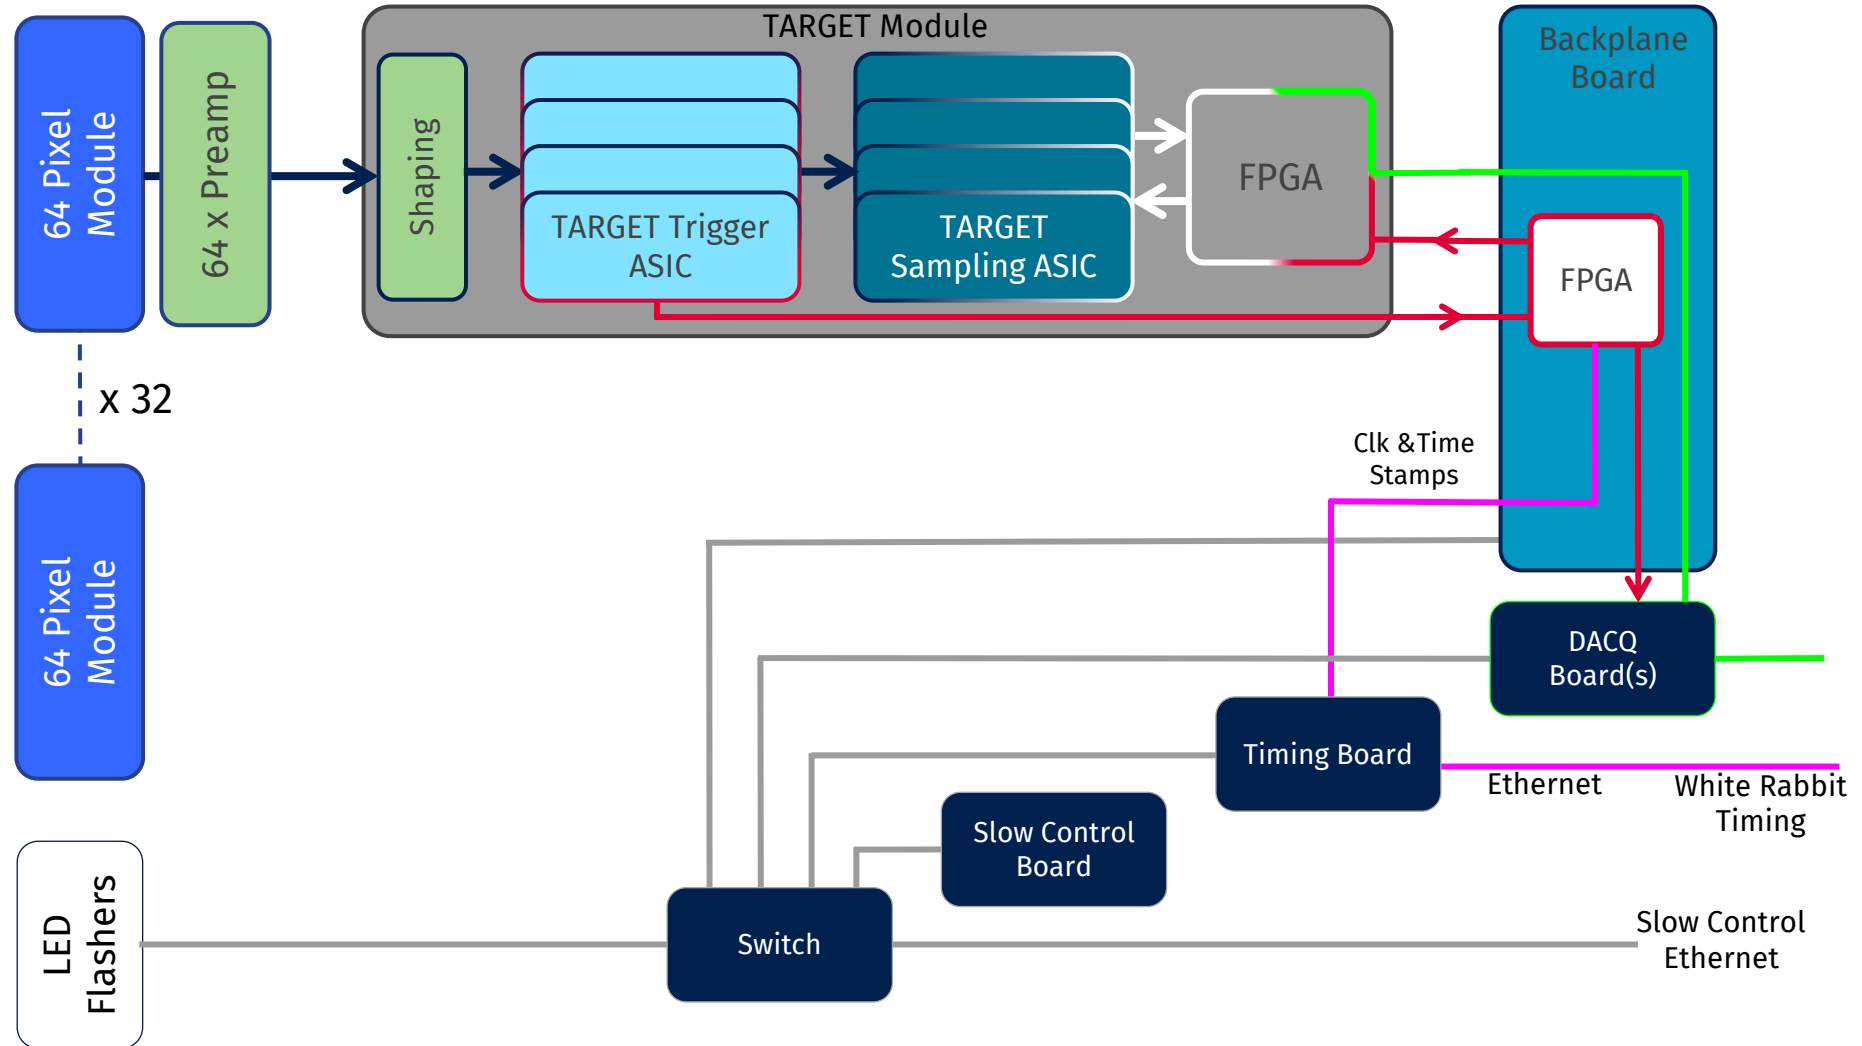 TARGET Module
Backplane
Board
64 Pixel
Module
64 x Preamp
Shaping
TARGET Trigger
ASIC
TARGET
Sampling ASIC
FPGA
FPGA
x 32
Clk &Time
Stamps
64 Pixel
Module
DACQ
Board(s)
Timing Board
Ethernet
White Rabbit
Timing
Slow Control
Board
LED
Flashers
Switch
Slow Control
Ethernet